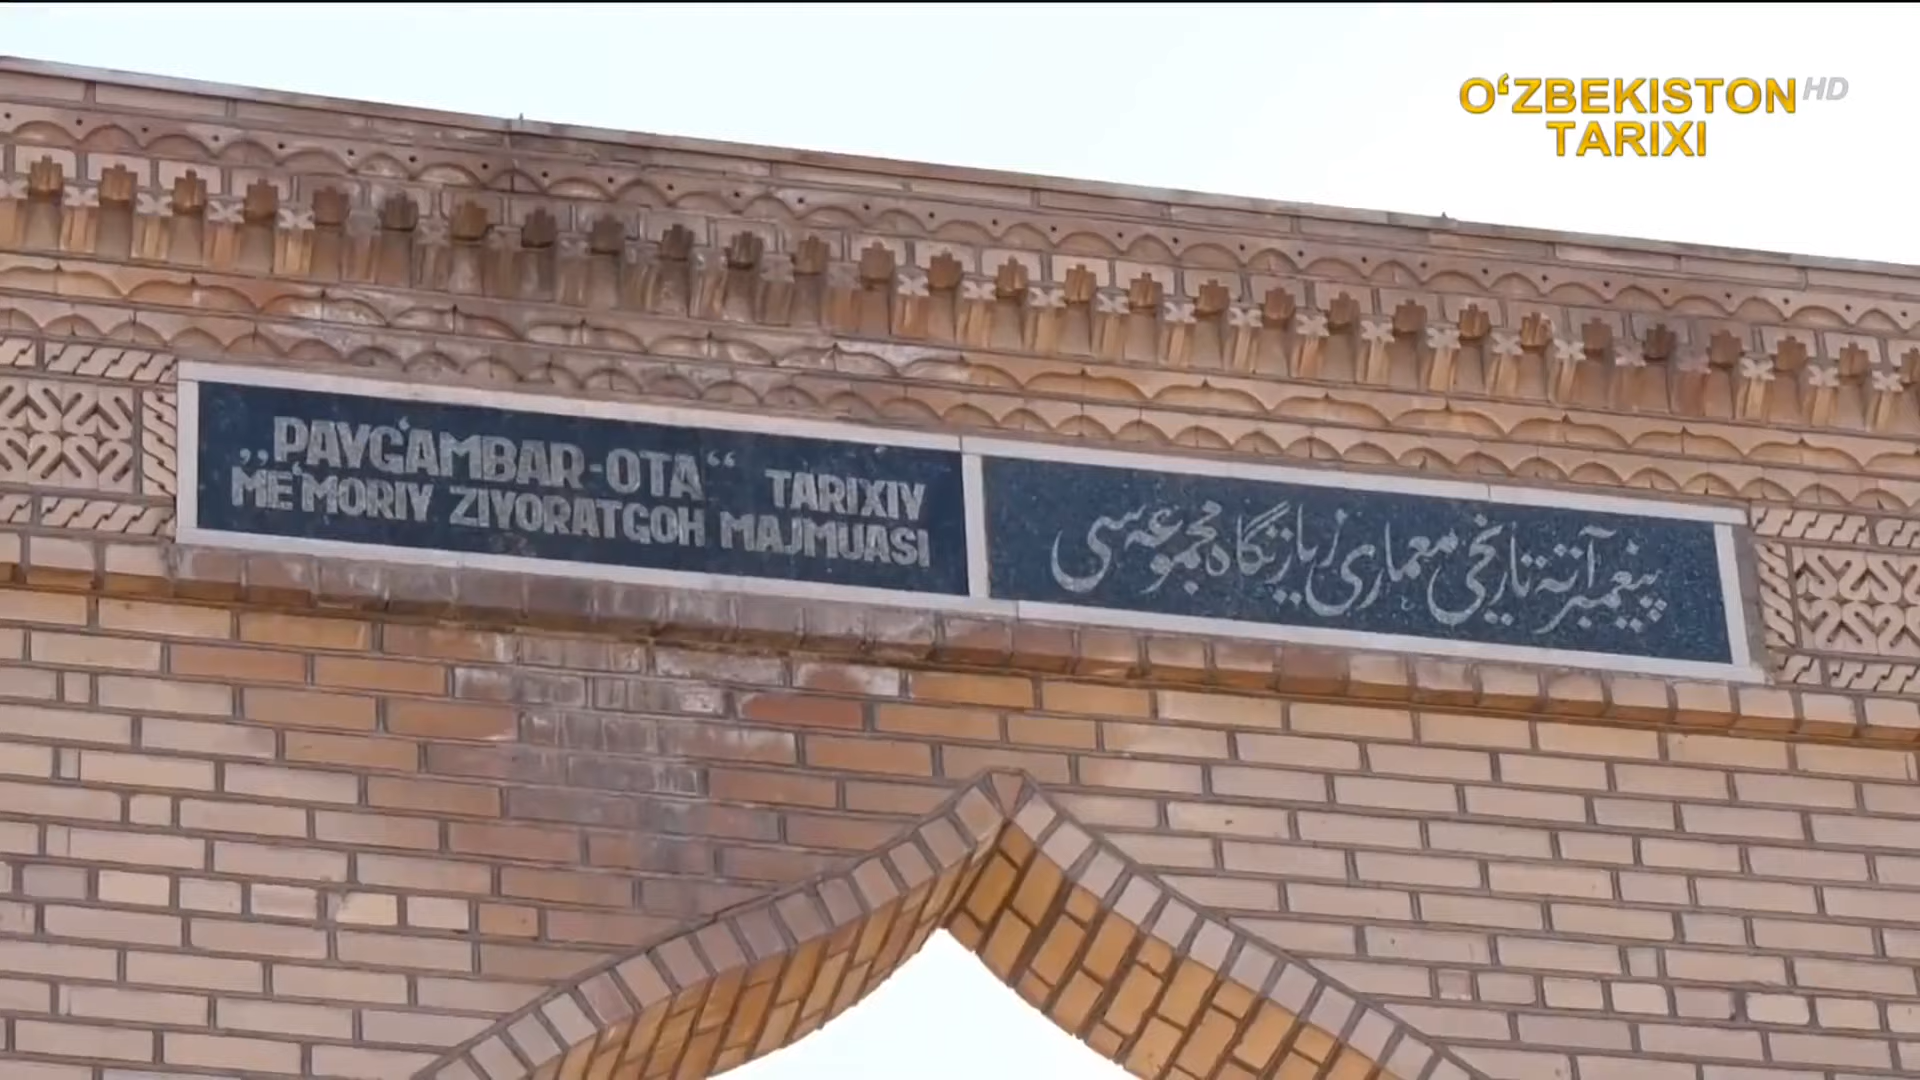 O‘ZBEKISTON HD
TARIXI
„PAYG‘AMBAR-OTA“ TARIXIY
ME’MORIY ZIYORATGOH MAJMUASI
پیغمبر آته تاریخی معماری زیارتگاه مجموعه‌سی